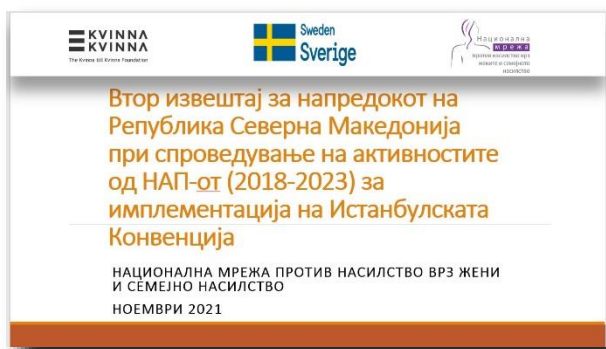 KVINNA
KVINNA
The Kvinna till Kvinna Foundation
Sweden
Sverige
Национална
мрежа
против насилство врз
жените и семејното
насилство
Втор извештај за напредокот на
Република Северна Македонија
при спроведување на активностите
од НАП-от (2018-2023) за
имплементација на Истанбулската
Конвенција
НАЦИОНАЛНА МРЕЖА ПРОТИВ НАСИЛСТВО ВРЗ ЖЕНИ
И СЕМЕЈНО НАСИЛСТВО
НОЕМВРИ 2021